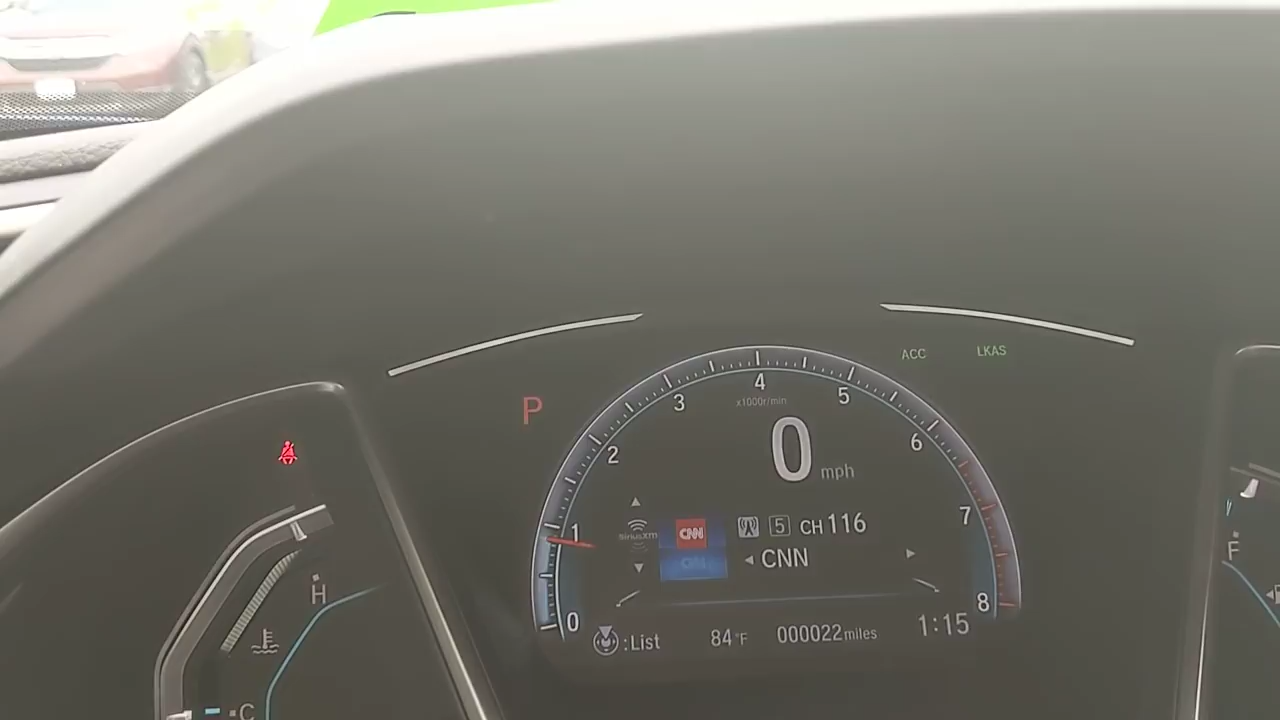 ACC LKAS
P
0 1 2 3 4 5 6 7 8
x1000r/min
0 mph
SiriusXM
CNN
5 CH 116
CNN
:List
84°F
000022 miles
1:15
H
C
F